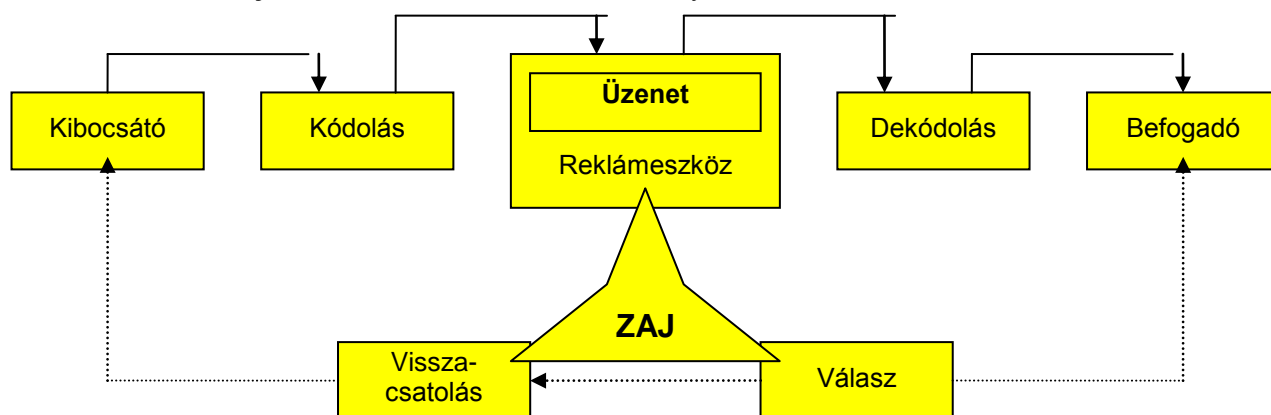 Kibocsátó
Kódolás
Üzenet
Reklámeszköz
Dekódolás
Befogadó
ZAJ
Vissza-
csatolás
Válasz